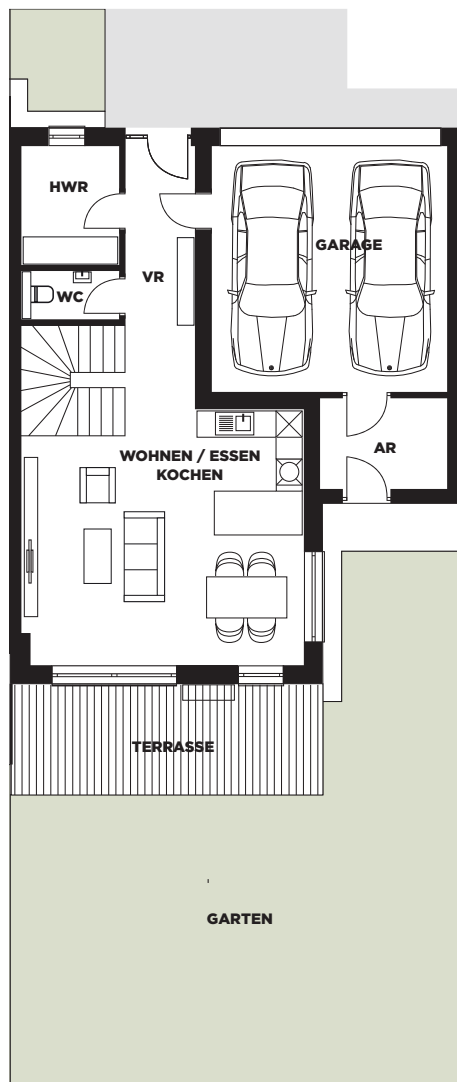 HWR
GARAGE
VR
WC
WOHNEN / ESSEN
KOCHEN
AR
TERRASSE
GARTEN